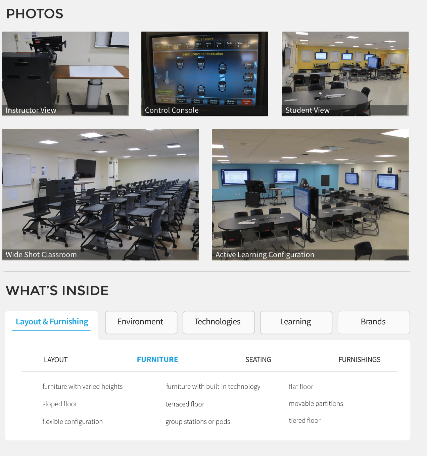 PHOTOS
Instructor View
Control Console
Student View
Wide Shot Classroom
Active Learning Configuration
WHAT'S INSIDE
Layout & Furnishing Environment Technologies Learning Brands
LAYOUT FURNITURE SEATING FURNISHINGS
furniture with varied heights furniture with built in technology flat floor
sloped floor terraced floor movable partitions
flexible configuration group stations or pods tiered floor